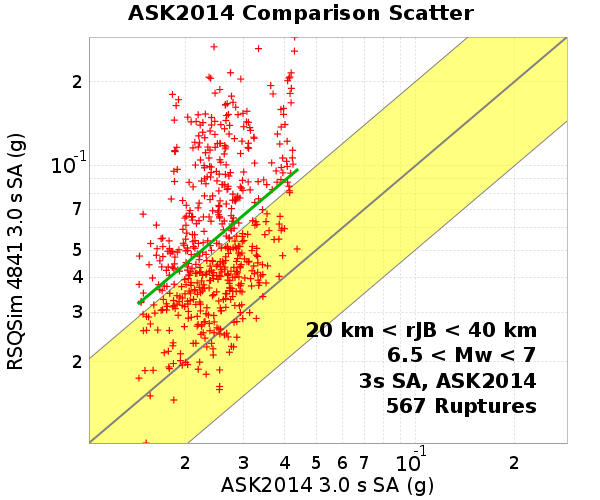 ASK2014 Comparison Scatter
RSQSim 4841 3.0 s SA (g)
2
10-1
7
5
4
3
2
20 km < rJB < 40 km
6.5 < Mw < 7
3s SA, ASK2014
567 Ruptures
2 3 4 5 6 7 10-1 2
ASK2014 3.0 s SA (g)